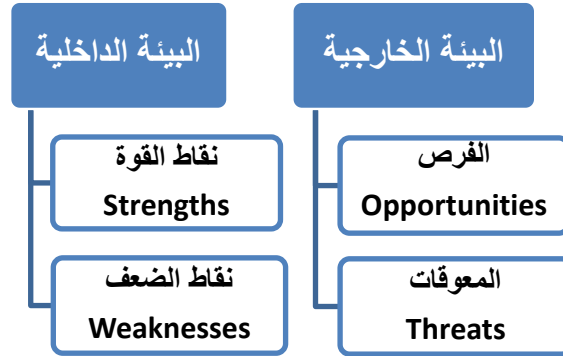 البيئة الخارجية
الفرص
Opportunities
المعوقات
Threats
البيئة الداخلية
نقاط القوة
Strengths
نقاط الضعف
Weaknesses